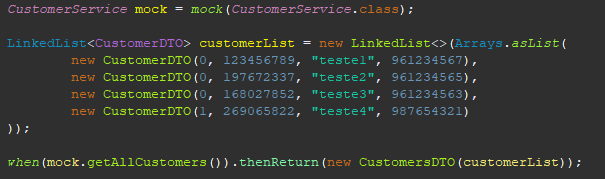 CustomerService mock = mock(CustomerService.class);
LinkedList<CustomerDTO> customerList = new LinkedList<>(Arrays.asList(
new CustomerDTO(0, 123456789, "teste1", 961234567),
new CustomerDTO(0, 197672337, "teste2", 961234565),
new CustomerDTO(0, 168027852, "teste3", 961234563),
new CustomerDTO(1, 269065822, "teste4", 987654321)
));
when(mock.getAllCustomers()).thenReturn(new CustomersDTO(customerList));